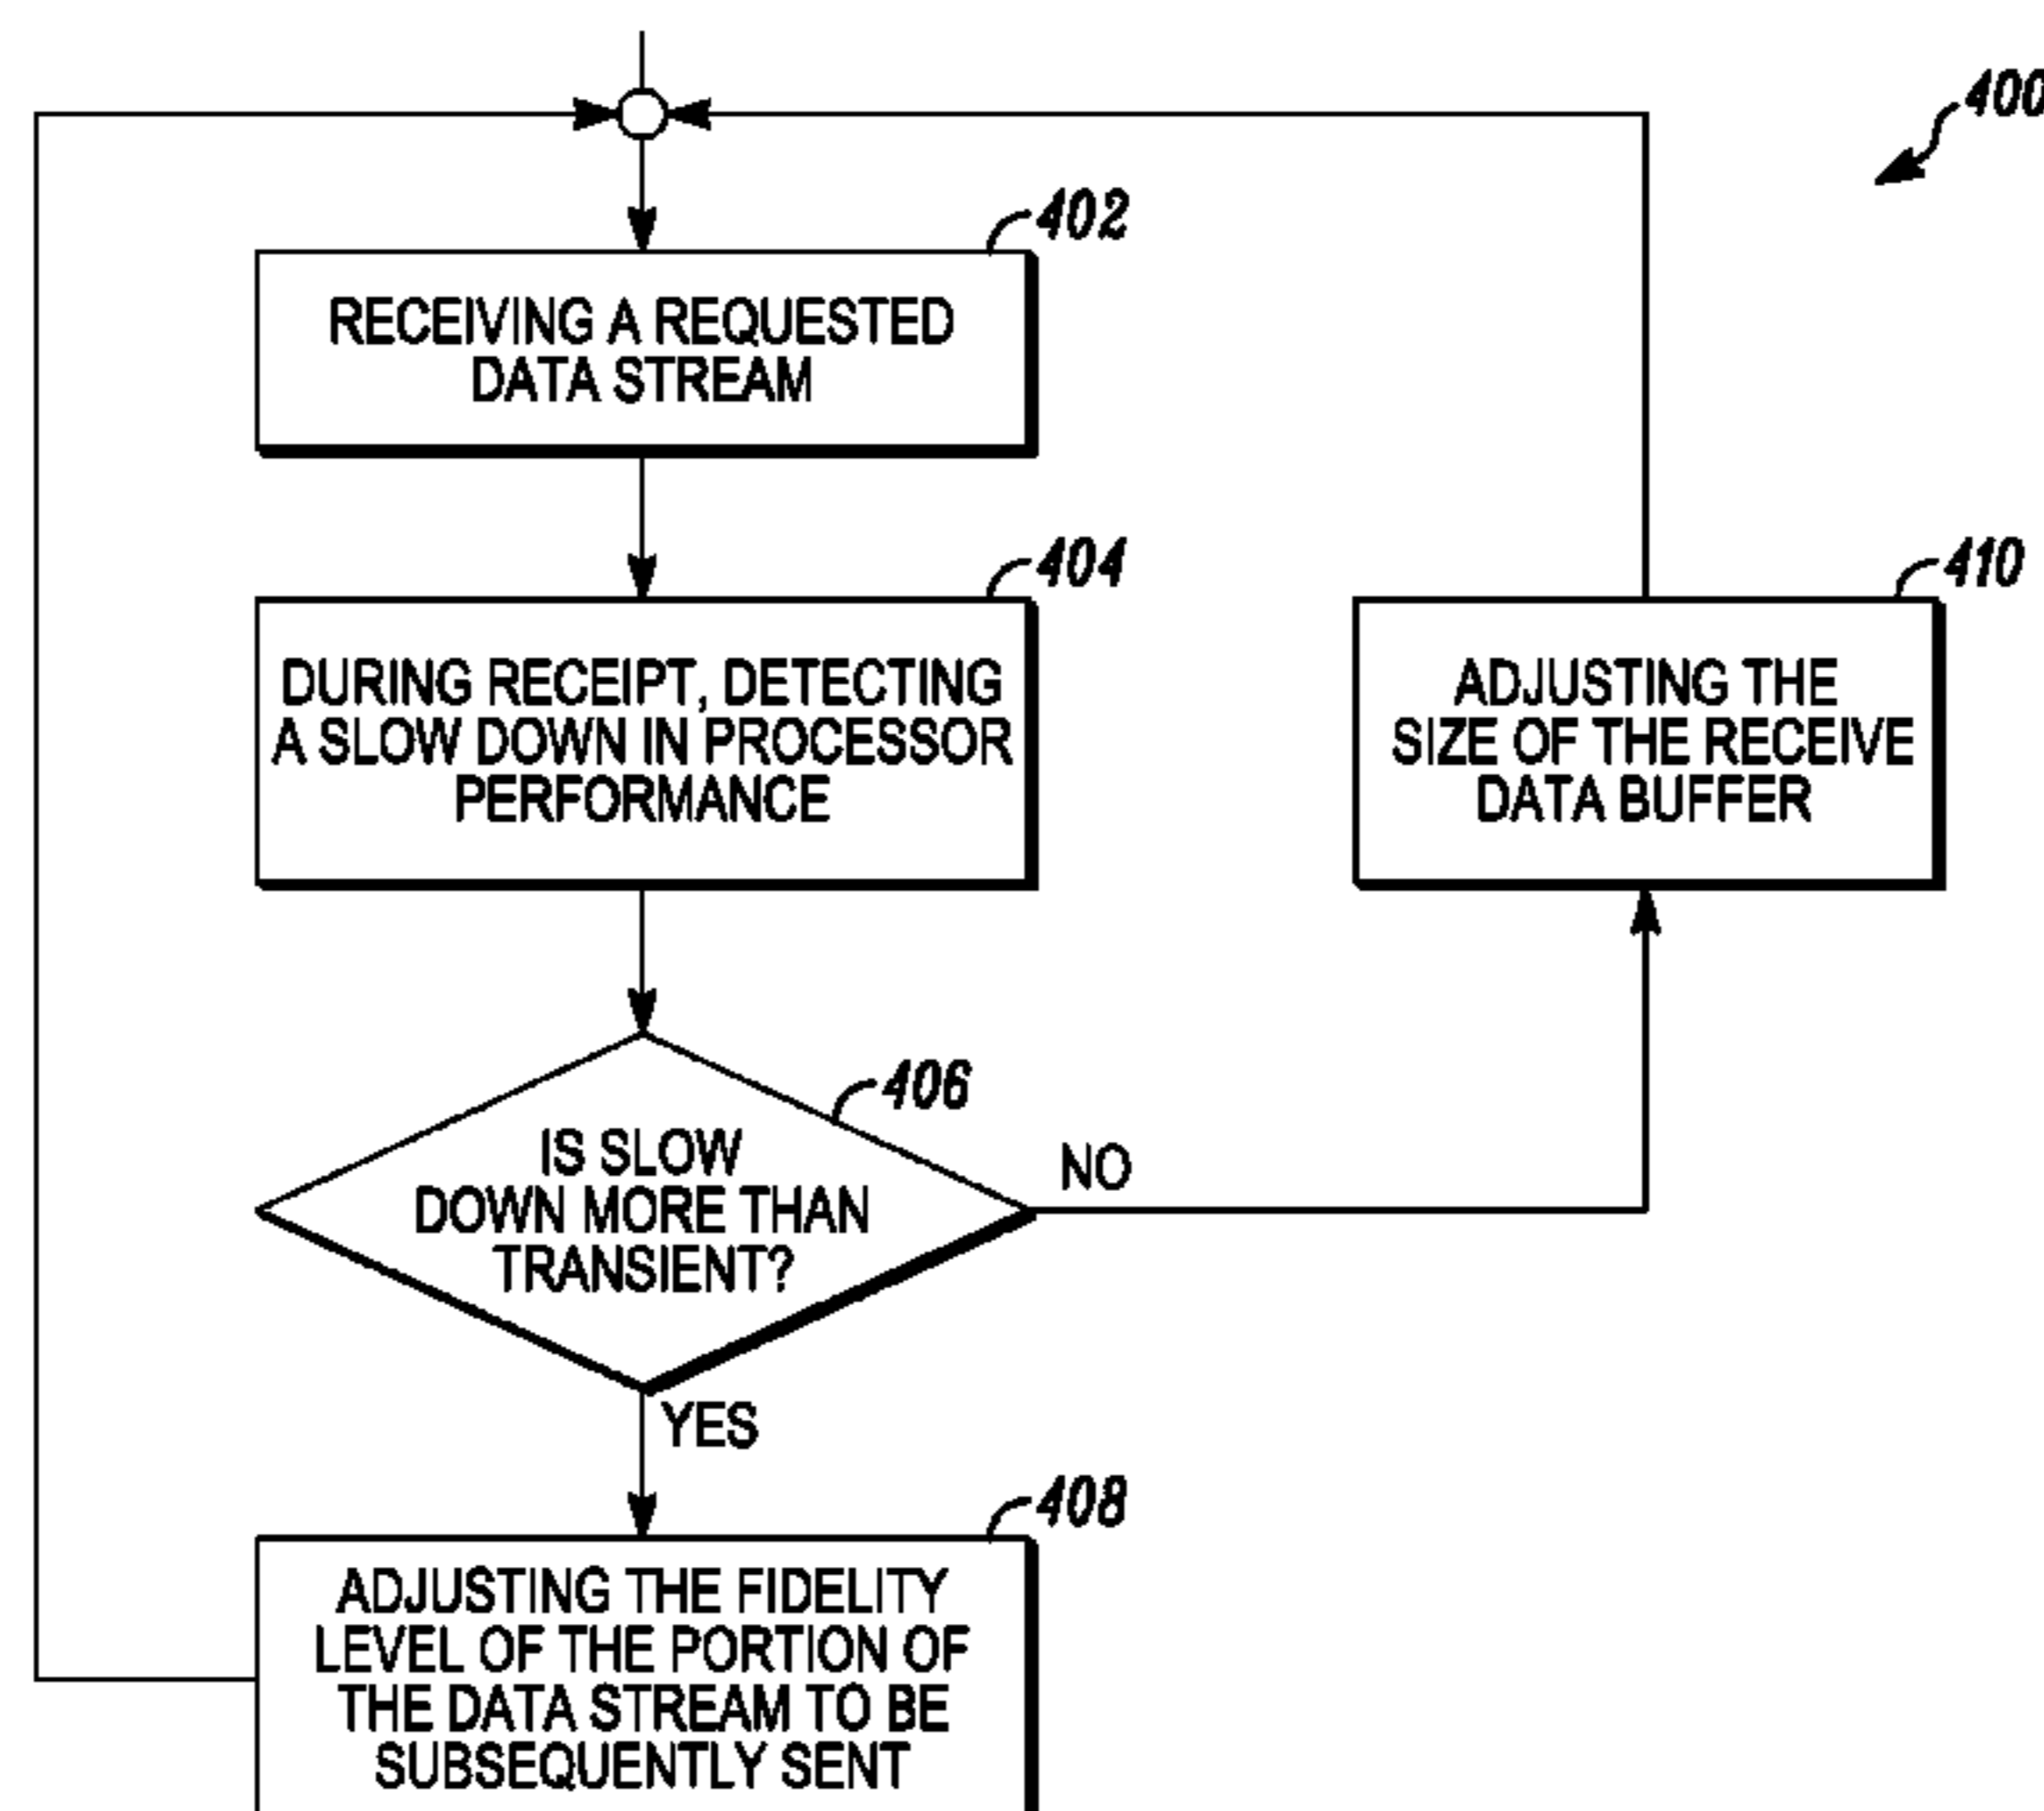 400
402
RECEIVING A REQUESTED
DATA STREAM
404
DURING RECEIPT, DETECTING
A SLOW DOWN IN PROCESSOR
PERFORMANCE
410
ADJUSTING THE
SIZE OF THE RECEIVE
DATA BUFFER
406
IS SLOW
DOWN MORE THAN
TRANSIENT?
NO
YES
408
ADJUSTING THE FIDELITY
LEVEL OF THE PORTION OF
THE DATA STREAM TO BE
SUBSEQUENTLY SENT